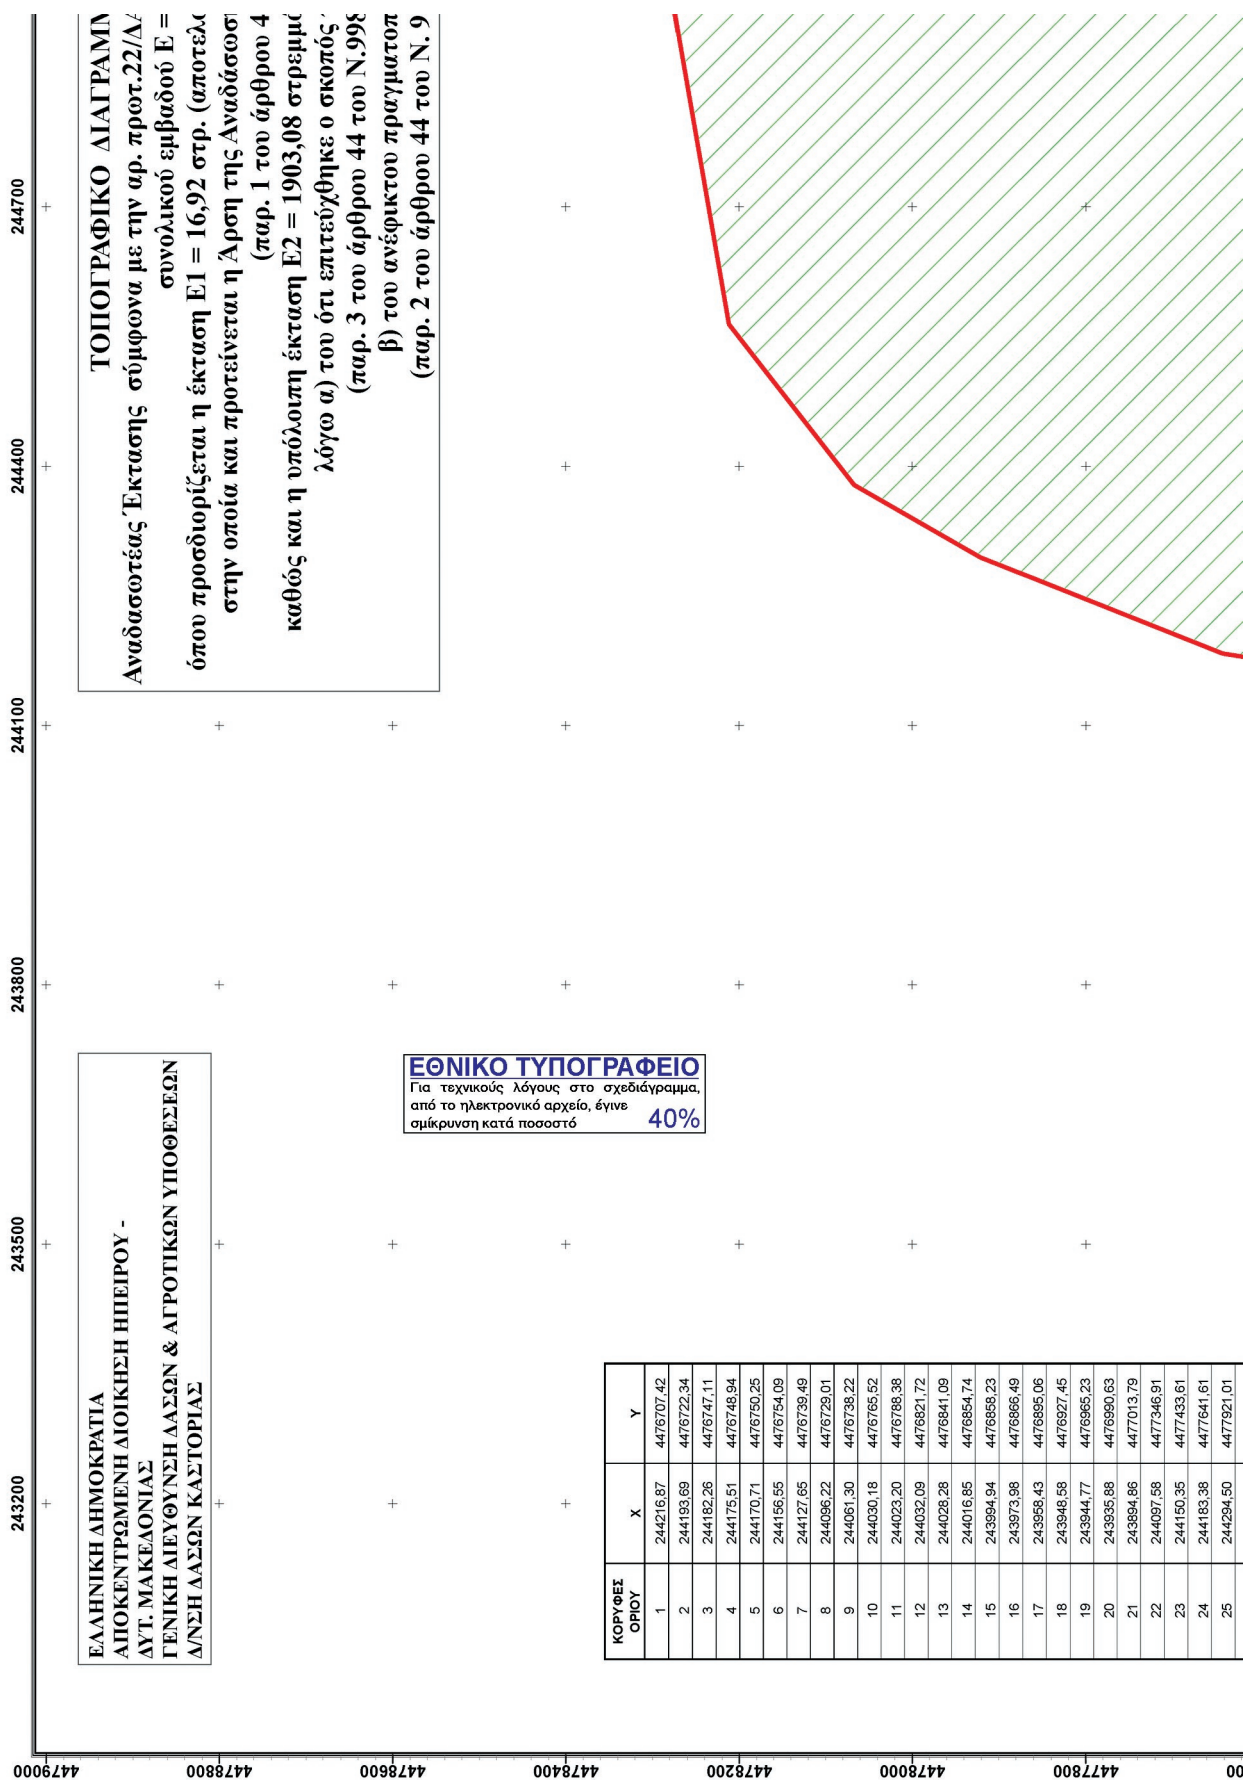 ΕΛΛΗΝΙΚΗ ΔΗΜΟΚΡΑΤΙΑ
ΑΠΟΚΕΝΤΡΩΜΕΝΗ ΔΙΟΙΚΗΣΗ ΗΠΕΙΡΟΥ -
ΔΥΤ. ΜΑΚΕΔΟΝΙΑΣ
ΓΕΝΙΚΗ ΔΙΕΥΘΥΝΣΗ ΔΑΣΩΝ & ΑΓΡΟΤΙΚΩΝ ΥΠΟΘΕΣΕΩΝ
Δ/ΝΣΗ ΔΑΣΩΝ ΚΑΣΤΟΡΙΑΣ
ΤΟΠΟΓΡΑΦΙΚΟ ΔΙΑΓΡΑΜΜ
Αναδασωτέας Έκτασης σύμφωνα με την αρ. πρωτ.22/ΔΑ
συνολικού εμβαδού Ε =
όπου προσδιορίζεται η έκταση Ε1 = 16,92 στρ. (αποτελ
στην οποία και προτείνεται η Άρση της Αναδάσωσ
(παρ. 1 του άρθρου 4
καθώς και η υπόλοιπη έκταση Ε2 = 1903,08 στρεμμ
λόγω α) του ότι επιτεύχθηκε ο σκοπός
(παρ. 3 του άρθρου 44 του Ν.998
β) του ανέφικτου πραγματοπ
(παρ. 2 του άρθρου 44 του Ν. 9
243200 243500 243800 244100 244400 244700
4479000
4478800
4478600
4478400
4478200
4478000
4477800
00
ΕΘΝΙΚΟ ΤΥΠΟΓΡΑΦΕΙΟ
Για τεχνικούς λόγους στο σχεδιάγραμμα,
από το ηλεκτρονικό αρχείο, έγινε
σμίκρυνση κατά ποσοστό 40%
ΚΟΡΥΦΕΣ ΟΡΙΟΥ X Y
1 244216,87 4476707,42
2 244193,69 4476722,34
3 244182,26 4476747,11
4 244175,51 4476748,94
5 244170,71 4476750,25
6 244156,55 4476754,09
7 244127,65 4476739,49
8 244096,22 4476729,01
9 244061,30 4476738,22
10 244030,18 4476765,52
11 244023,20 4476788,38
12 244032,09 4476821,72
13 244028,28 4476841,09
14 244016,85 4476854,74
15 243994,94 4476858,23
16 243973,98 4476866,49
17 243958,43 4476895,06
18 243948,58 4476927,45
19 243944,77 4476965,23
20 243935,88 4476990,63
21 243894,86 4477013,79
22 244097,58 4477346,91
23 244150,35 4477433,61
24 244183,38 4477641,61
25 244294,50 4477921,01